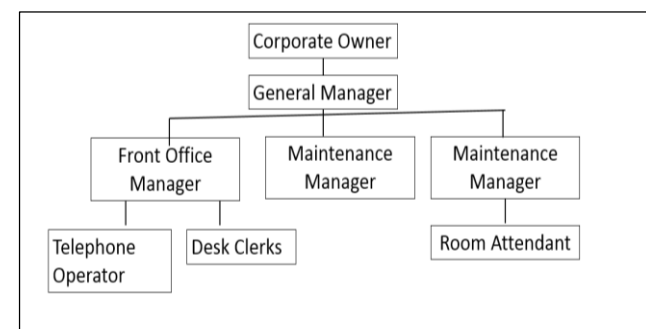 Corporate Owner
General Manager
Front Office
Manager
Maintenance
Manager
Maintenance
Manager
Telephone
Operator
Desk Clerks
Room Attendant